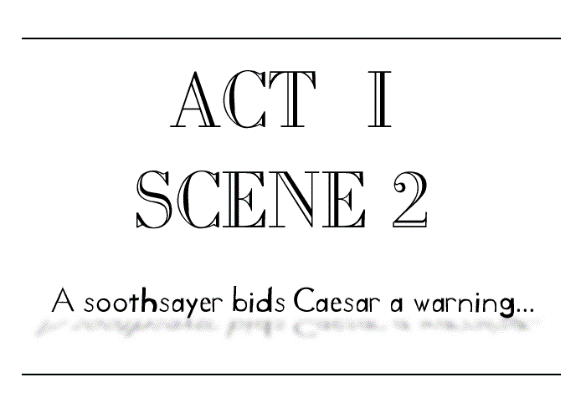 ACT I
SCENE 2
A soothsayer bids Caesar a warning...